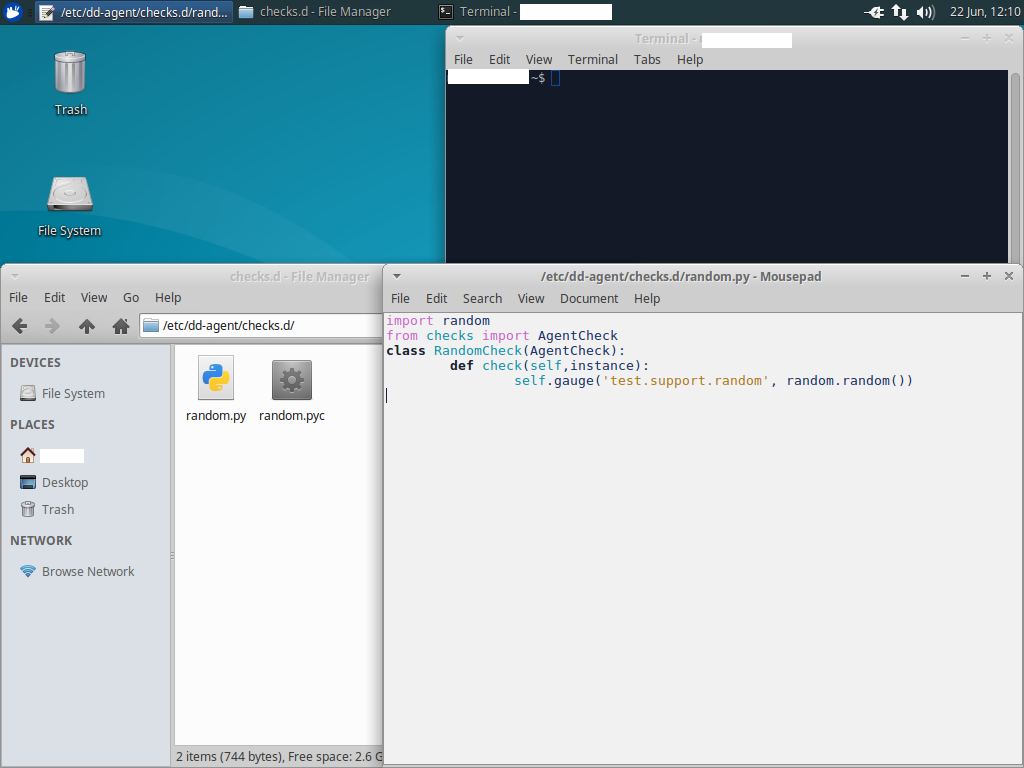 /etc/dd-agent/checks.d/rand...
checks.d - File Manager
Terminal -
22 Jun, 12:10
Trash
File System
Terminal -
File Edit View Terminal Tabs Help
~$
checks.d - File Manager
File Edit View Go Help
/etc/dd-agent/checks.d/
DEVICES
File System
PLACES
Desktop
Trash
NETWORK
Browse Network
random.py
random.pyc
2 items (744 bytes), Free space: 2.6 G
/etc/dd-agent/checks.d/random.py - Mousepad
File Edit Search View Document Help
import random
from checks import AgentCheck
class RandomCheck(AgentCheck):
        def check(self,instance):
                self.gauge('test.support.random', random.random())